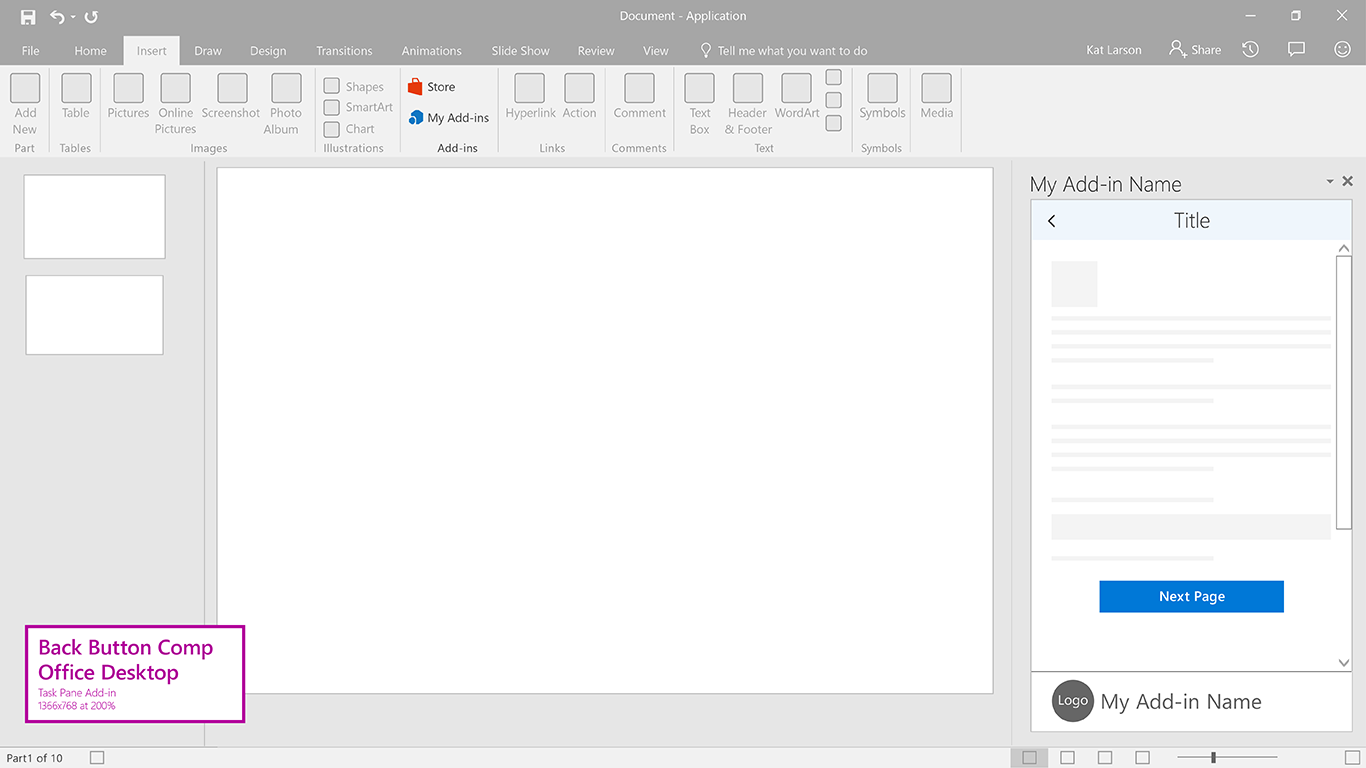 Document - Application
File Home Insert Draw Design Transitions Animations Slide Show Review View Tell me what you want to do Kat Larson Share
Add New
Table
Pictures
Online Pictures
Screenshot
Photo Album
Shapes
SmartArt
Chart
Store
My Add-ins
Hyperlink
Action
Comment
Text Box
Header & Footer
WordArt
Symbols
Media
Part Tables Images Illustrations Add-ins Links Comments Text Symbols
My Add-in Name
Title
Next Page
Logo My Add-in Name
Back Button Comp
Office Desktop
Task Pane Add-in
1366x768 at 200%
Part1 of 10